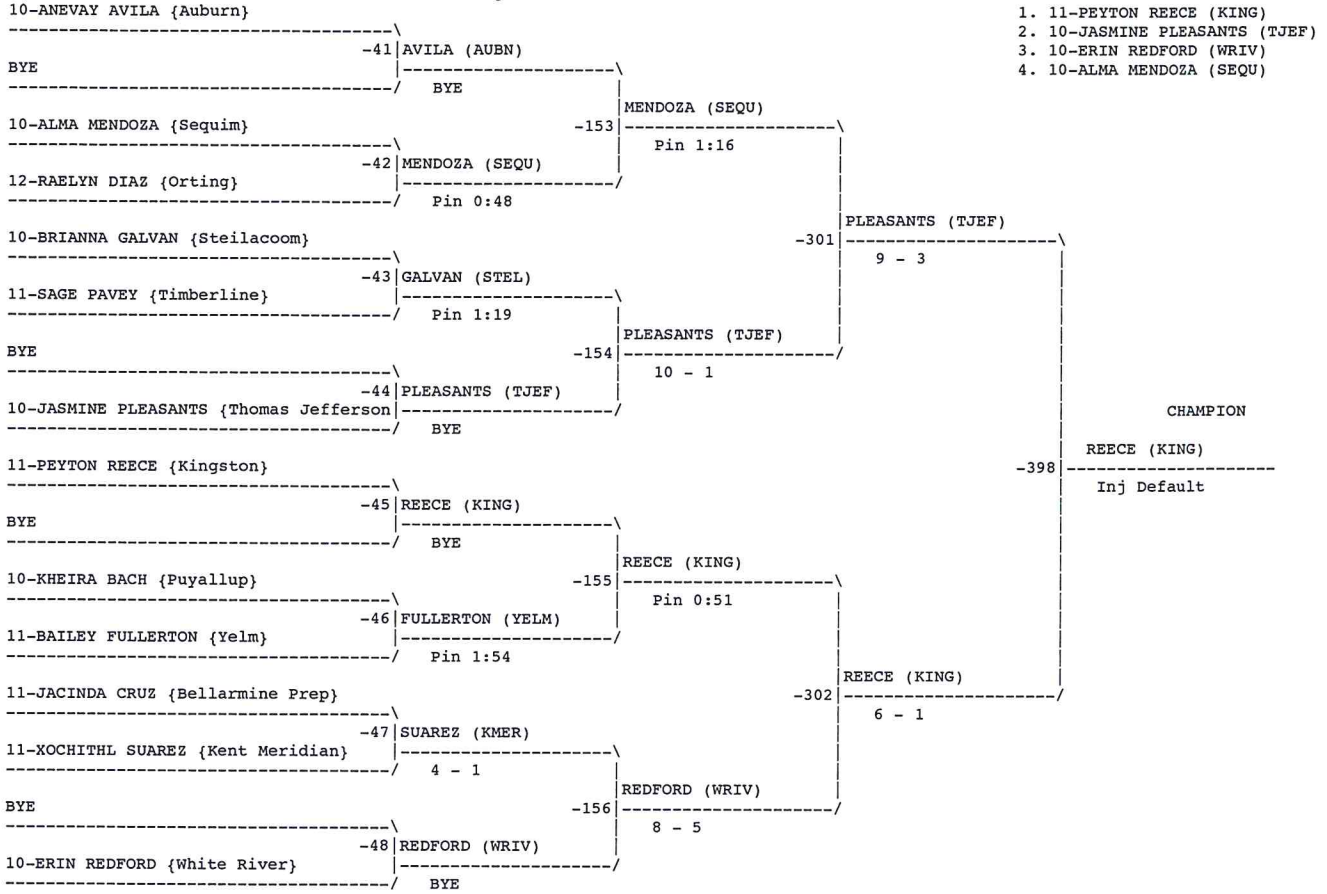 10-ANEVAY AVILA {Auburn}
1. 11-PEYTON REECE (KING)
2. 10-JASMINE PLEASANTS (TJEF)
3. 10-ERIN REDFORD (WRIV)
4. 10-ALMA MENDOZA (SEQU)
-41 AVILA (AUBN)
BYE
BYE
MENDOZA (SEQU)
10-ALMA MENDOZA {Sequim}
-153
Pin 1:16
-42 MENDOZA (SEQU)
12-RAELYN DIAZ {Orting}
Pin 0:48
PLEASANTS (TJEF)
10-BRIANNA GALVAN {Steilacoom}
-301
9 - 3
-43 GALVAN (STEL)
11-SAGE PAVEY {Timberline}
Pin 1:19
PLEASANTS (TJEF)
BYE
-154
10 - 1
-44 PLEASANTS (TJEF)
10-JASMINE PLEASANTS {Thomas Jefferson
BYE
CHAMPION
REECE (KING)
11-PEYTON REECE {Kingston}
-398
Inj Default
-45 REECE (KING)
BYE
BYE
REECE (KING)
10-KHEIRA BACH {Puyallup}
-155
Pin 0:51
-46 FULLERTON (YELM)
11-BAILEY FULLERTON {Yelm}
Pin 1:54
REECE (KING)
11-JACINDA CRUZ {Bellarmine Prep}
-302
6 - 1
-47 SUAREZ (KMER)
11-XOCHITHL SUAREZ {Kent Meridian}
4 - 1
REDFORD (WRIV)
BYE
-156
8 - 5
-48 REDFORD (WRIV)
10-ERIN REDFORD {White River}
BYE